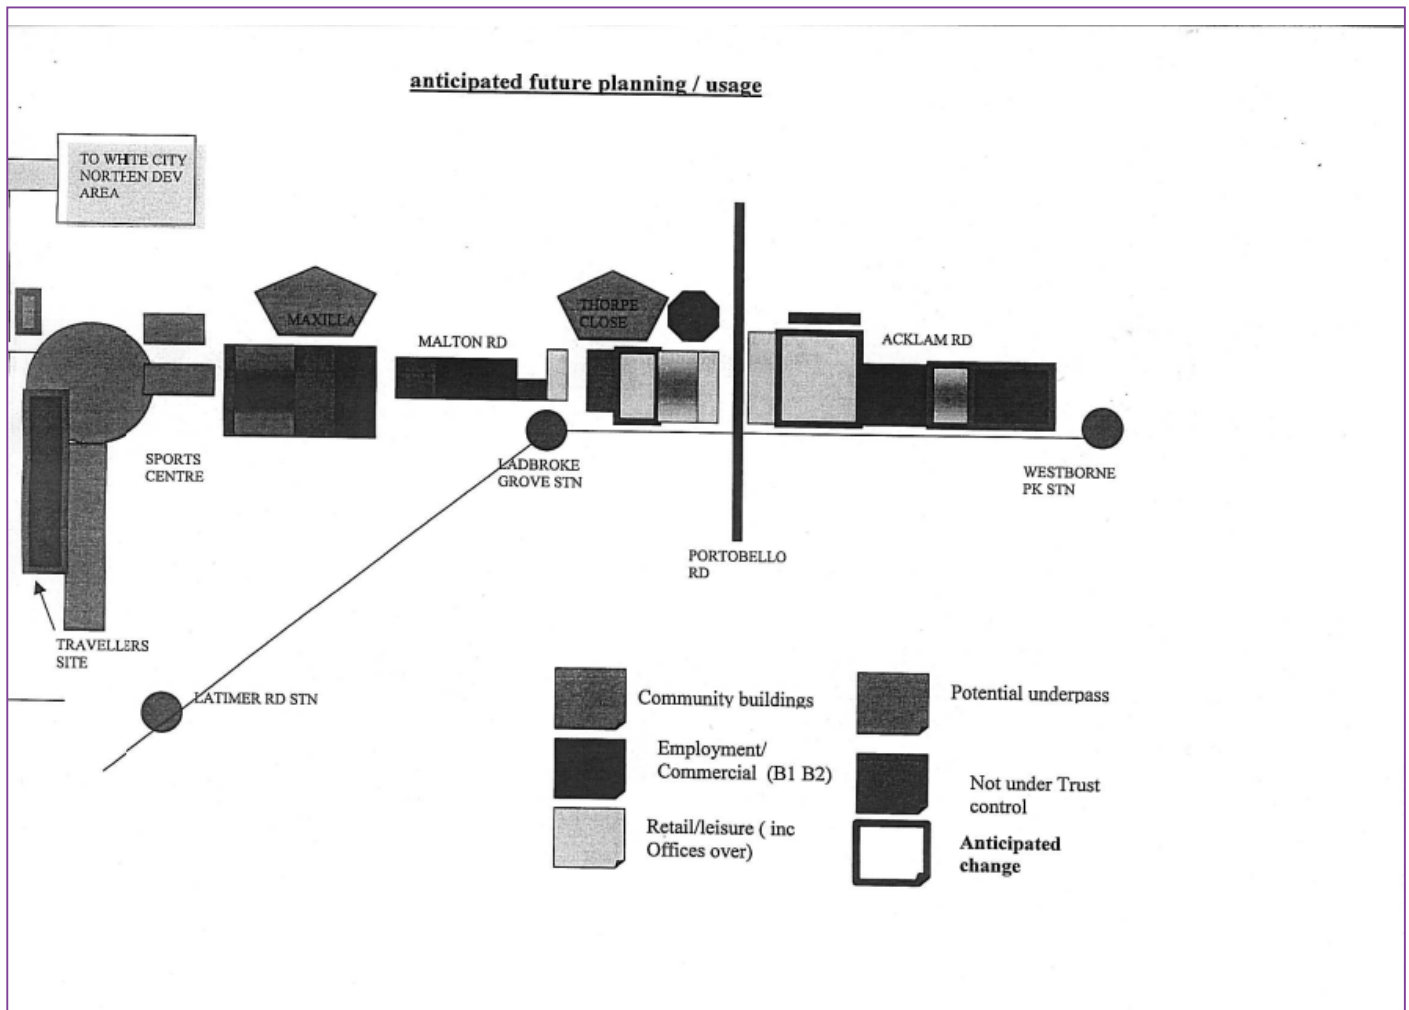 anticipated future planning / usage
TO WHITE CITY
NORTHEN DEV
AREA
MAXILLA
THORPE
CLOSE
MALTON RD
ACKLAM RD
SPORTS
CENTRE
LADBROKE
GROVE STN
WESTBORNE
PK STN
PORTOBELLO
RD
TRAVELLERS
SITE
LATIMER RD STN
Community buildings
Potential underpass
Employment/
Commercial (B1 B2)
Not under Trust
control
Retail/leisure ( inc
Offices over)
Anticipated
change